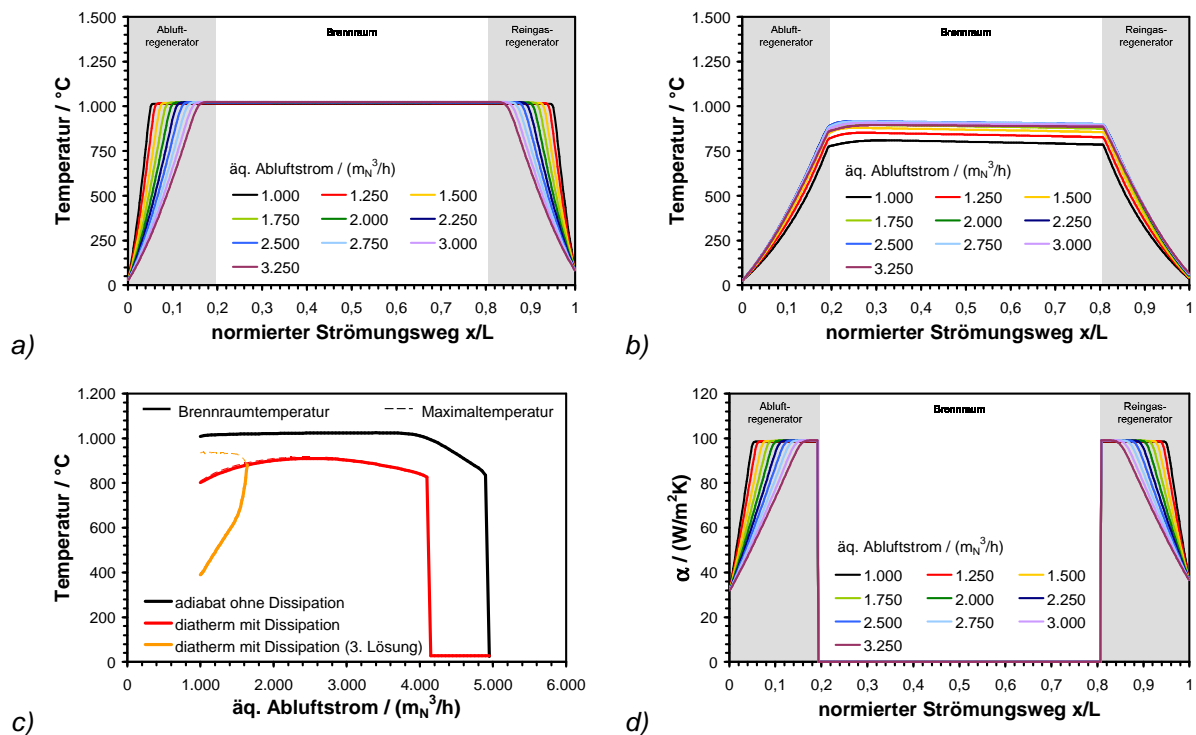 1.500
1.250
1.000
750
500
250
0
Temperatur / °C
Abluft-
regenerator
Brennraum
Reingas-
regenerator
äq. Abluftstrom / (mN³/h)
1.000 1.250 1.500
1.750 2.000 2.250
2.500 2.750 3.000
3.250
0 0,1 0,2 0,3 0,4 0,5 0,6 0,7 0,8 0,9 1
normierter Strömungsweg x/L
a)
1.500
1.250
1.000
750
500
250
0
Temperatur / °C
Abluft-
regenerator
Brennraum
Reingas-
regenerator
äq. Abluftstrom / (mN³/h)
1.000 1.250 1.500
1.750 2.000 2.250
2.500 2.750 3.000
3.250
0 0,1 0,2 0,3 0,4 0,5 0,6 0,7 0,8 0,9 1
normierter Strömungsweg x/L
b)
1.200
1.000
800
600
400
200
0
Temperatur / °C
Brennraumtemperatur Maximaltemperatur
adiabat ohne Dissipation
diatherm mit Dissipation
diatherm mit Dissipation (3. Lösung)
0 1.000 2.000 3.000 4.000 5.000 6.000
äq. Abluftstrom / (mN³/h)
c)
120
100
80
60
40
20
0
α / (W/m²K)
Abluft-
regenerator
Brennraum
Reingas-
regenerator
äq. Abluftstrom / (mN³/h)
1.000 1.250 1.500
1.750 2.000 2.250
2.500 2.750 3.000
3.250
0 0,1 0,2 0,3 0,4 0,5 0,6 0,7 0,8 0,9 1
normierter Strömungsweg x/L
d)